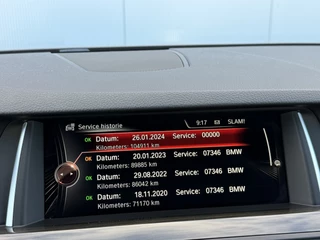 Service historie 9:17 SLAM!
OK Datum: 26.01.2024 Service: 00000
Kilometers: 104911 km
OK Datum: 20.01.2023 Service: 07346 BMW
Kilometers: 89885 km
OK Datum: 29.08.2022 Service: 07346 BMW
Kilometers: 86042 km
OK Datum: 18.11.2020 Service: 07346 BMW
Kilometers: 71170 km